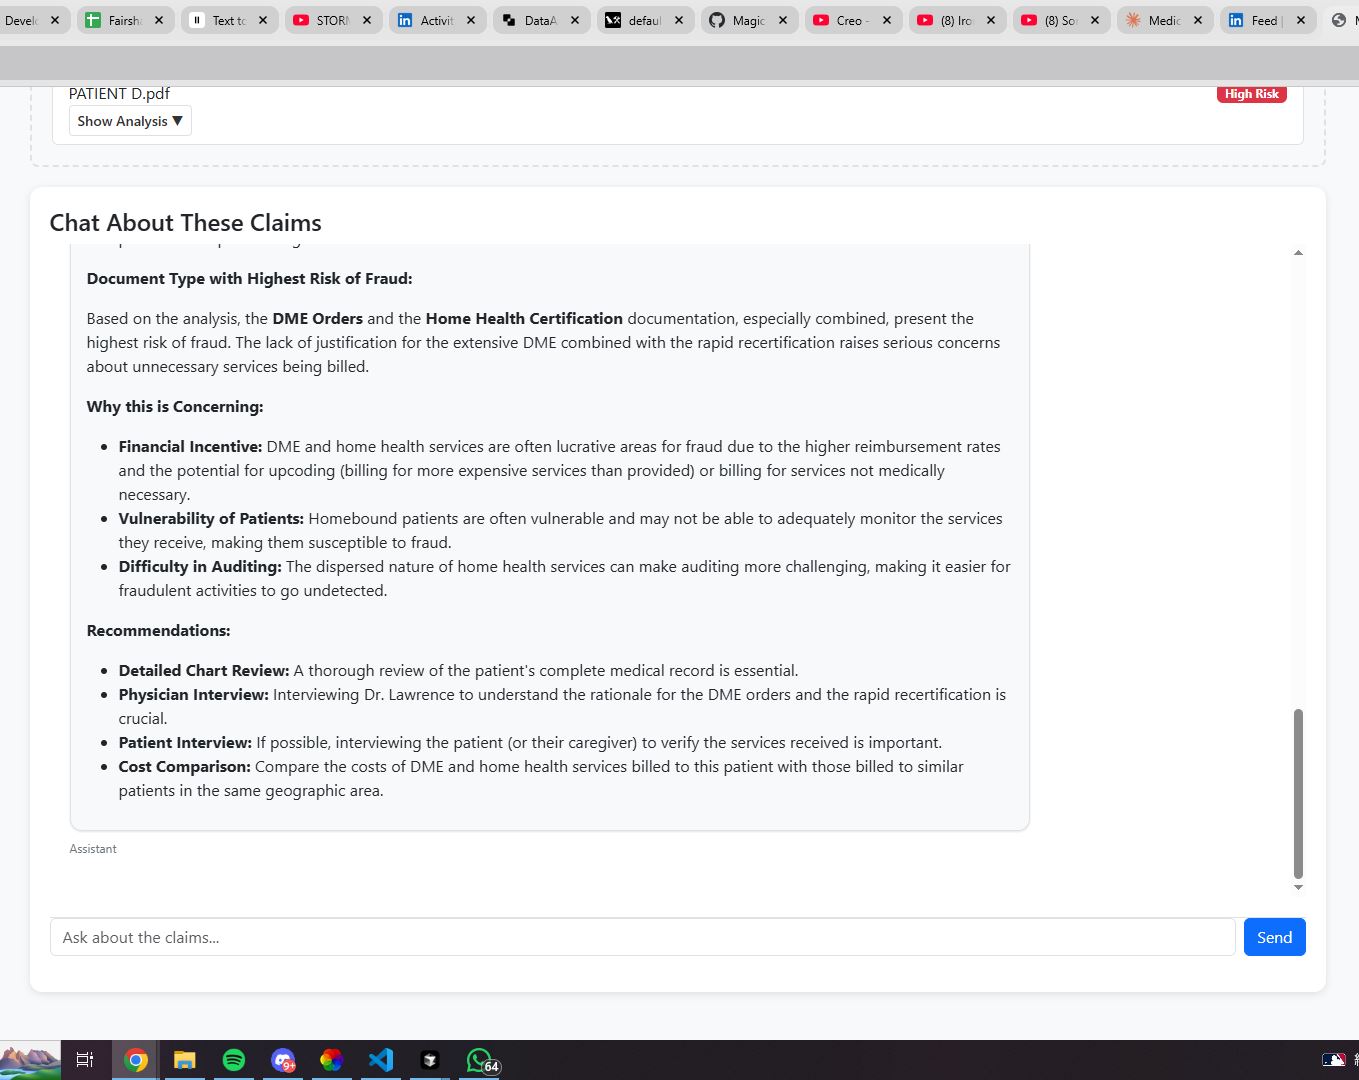 Develo
Fairsha
Text to
STORM
Activit
DataA
defaul
Magic
Creo -
(8) Iro
(8) So
Medic
Feed |
PATIENT D.pdf
High Risk
Show Analysis ▼
Chat About These Claims
Document Type with Highest Risk of Fraud:
Based on the analysis, the DME Orders and the Home Health Certification documentation, especially combined, present the
highest risk of fraud. The lack of justification for the extensive DME combined with the rapid recertification raises serious concerns
about unnecessary services being billed.
Why this is Concerning:
• Financial Incentive: DME and home health services are often lucrative areas for fraud due to the higher reimbursement rates
and the potential for upcoding (billing for more expensive services than provided) or billing for services not medically
necessary.
• Vulnerability of Patients: Homebound patients are often vulnerable and may not be able to adequately monitor the services
they receive, making them susceptible to fraud.
• Difficulty in Auditing: The dispersed nature of home health services can make auditing more challenging, making it easier for
fraudulent activities to go undetected.
Recommendations:
• Detailed Chart Review: A thorough review of the patient's complete medical record is essential.
• Physician Interview: Interviewing Dr. Lawrence to understand the rationale for the DME orders and the rapid recertification is
crucial.
• Patient Interview: If possible, interviewing the patient (or their caregiver) to verify the services received is important.
• Cost Comparison: Compare the costs of DME and home health services billed to this patient with those billed to similar
patients in the same geographic area.
Assistant
Ask about the claims...
Send
9+
64